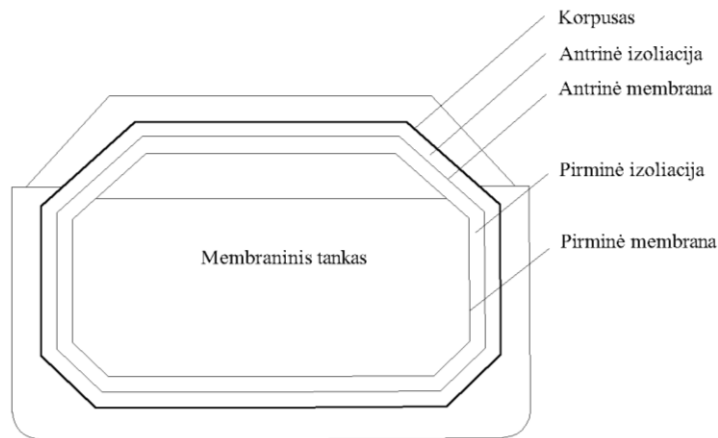 Korpusas
Antrinė izoliacija
Antrinė membrana
Pirminė izoliacija
Pirminė membrana
Membraninis tankas